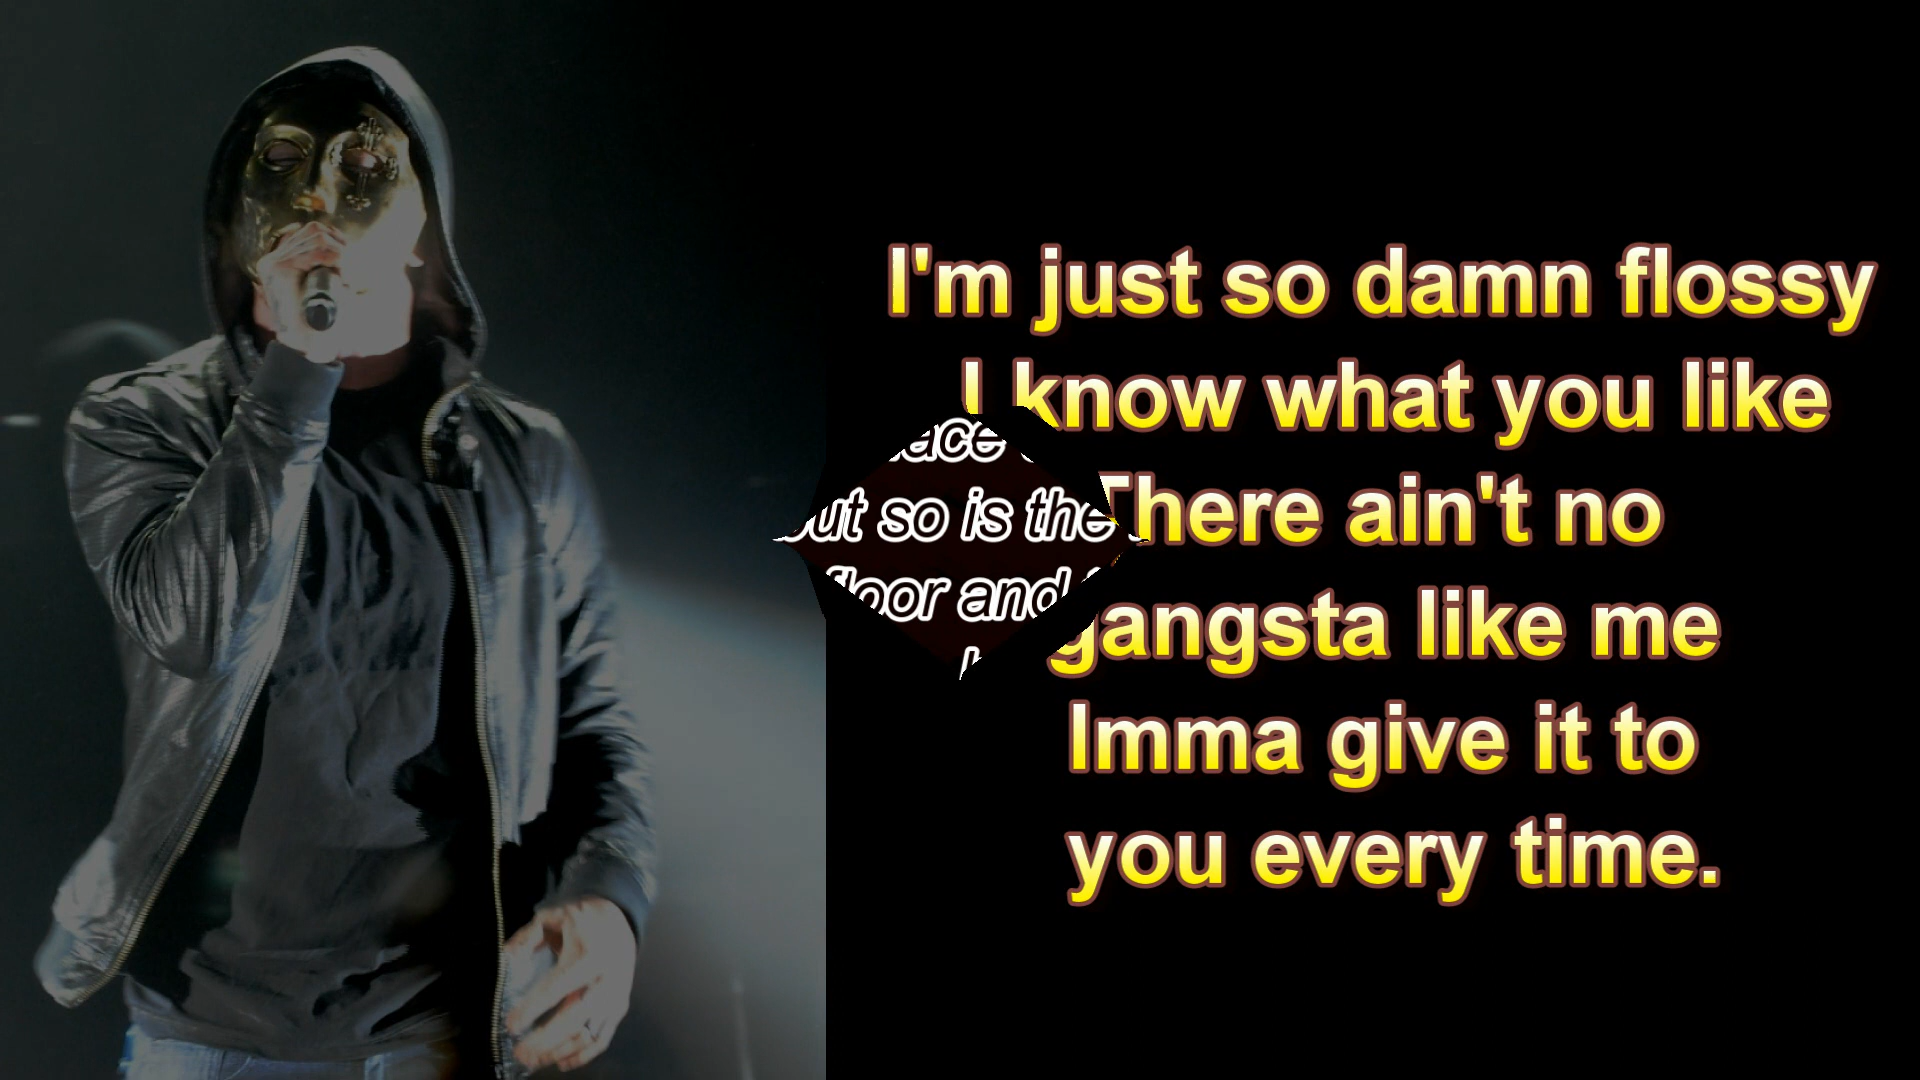 I'm just so damn flossy
I know what you like
There ain't no
gangsta like me
Imma give it to
you every time.
so is the
floor and